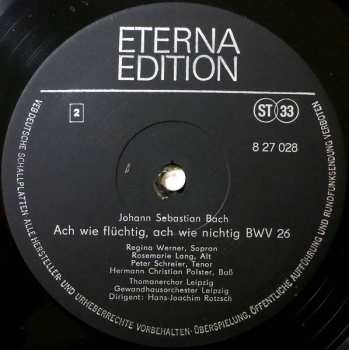 ETERNA
EDITION
2
ST 33
8 27 028
Johann Sebastian Bach
Ach wie flüchtig, ach wie nichtig BWV 26
Regina Werner, Sopran
Rosemarie Lang, Alt
Peter Schreier, Tenor
Hermann Christian Polster, Baß
Thomanerchor Leipzig
Gewandhausorchester Leipzig
Dirigent: Hans-Joachim Rotzsch
VEB DEUTSCHE SCHALLPLATTEN · ALLE HERSTELLER- UND URHEBERRECHTE VORBEHALTEN · ÜBERSPIELUNG, ÖFFENTLICHE AUFFÜHRUNG UND RUNDFUNKSENDUNG VERBOTEN